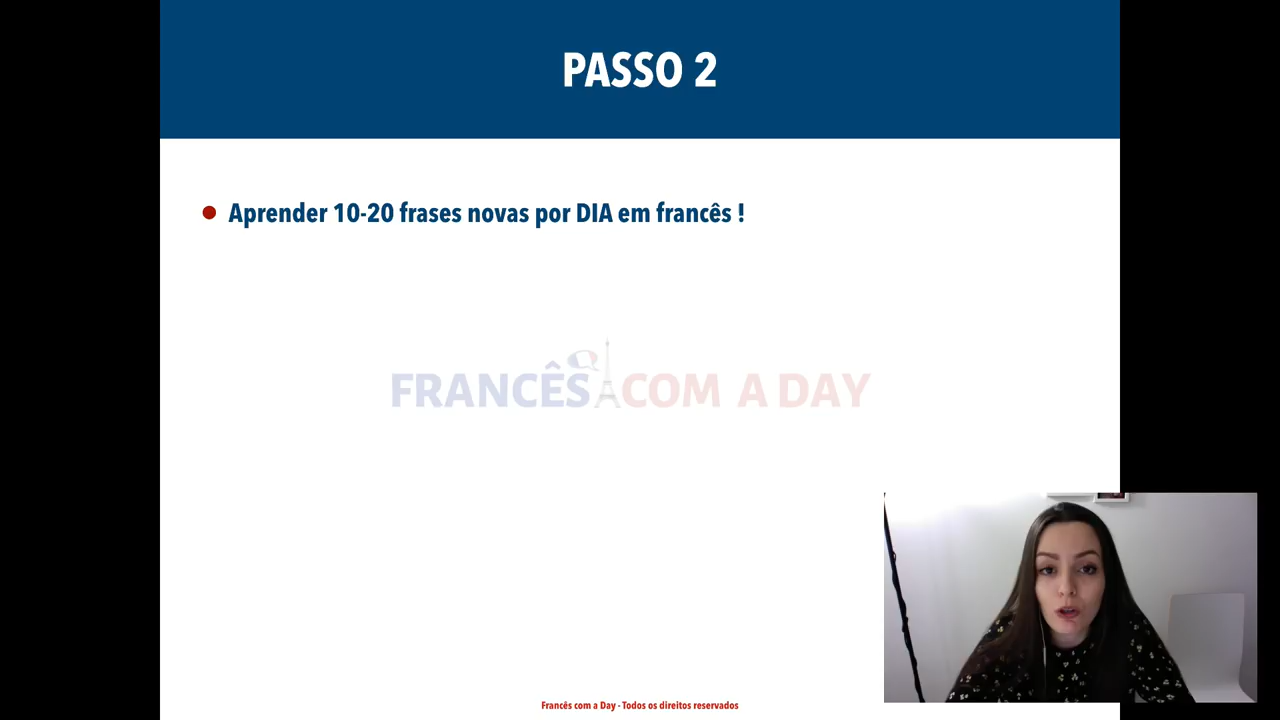 PASSO 2
Aprender 10-20 frases novas por DIA em francês !
FRANCÊS COM A DAY
Francês com a Day - Todos os direitos reservados